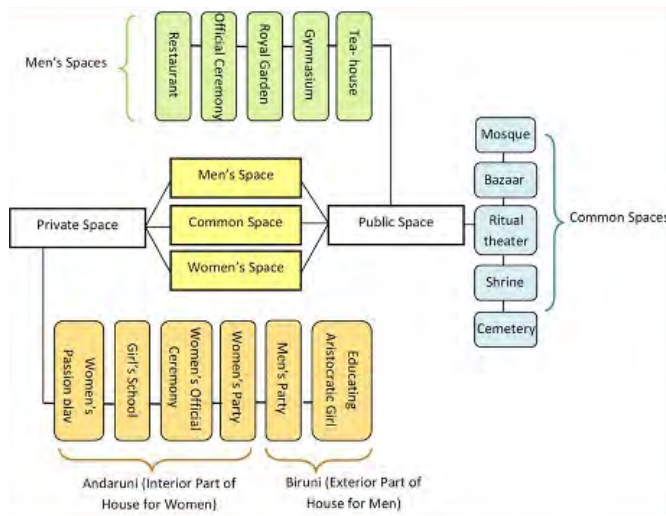 Men's Spaces
Restaurant
Official Ceremony
Royal Garden
Gymnasium
Tea- house
Mosque
Bazaar
Ritual
theater
Shrine
Cemetery
Common Spaces
Men's Space
Common Space
Women's Space
Private Space
Public Space
Women's
Passion play
Girl's School
Women's Official
Ceremony
Women's Party
Men's Party
Educating
Aristocratic Girl
Andaruni (Interior Part of
House for Women)
Biruni (Exterior Part of
House for Men)